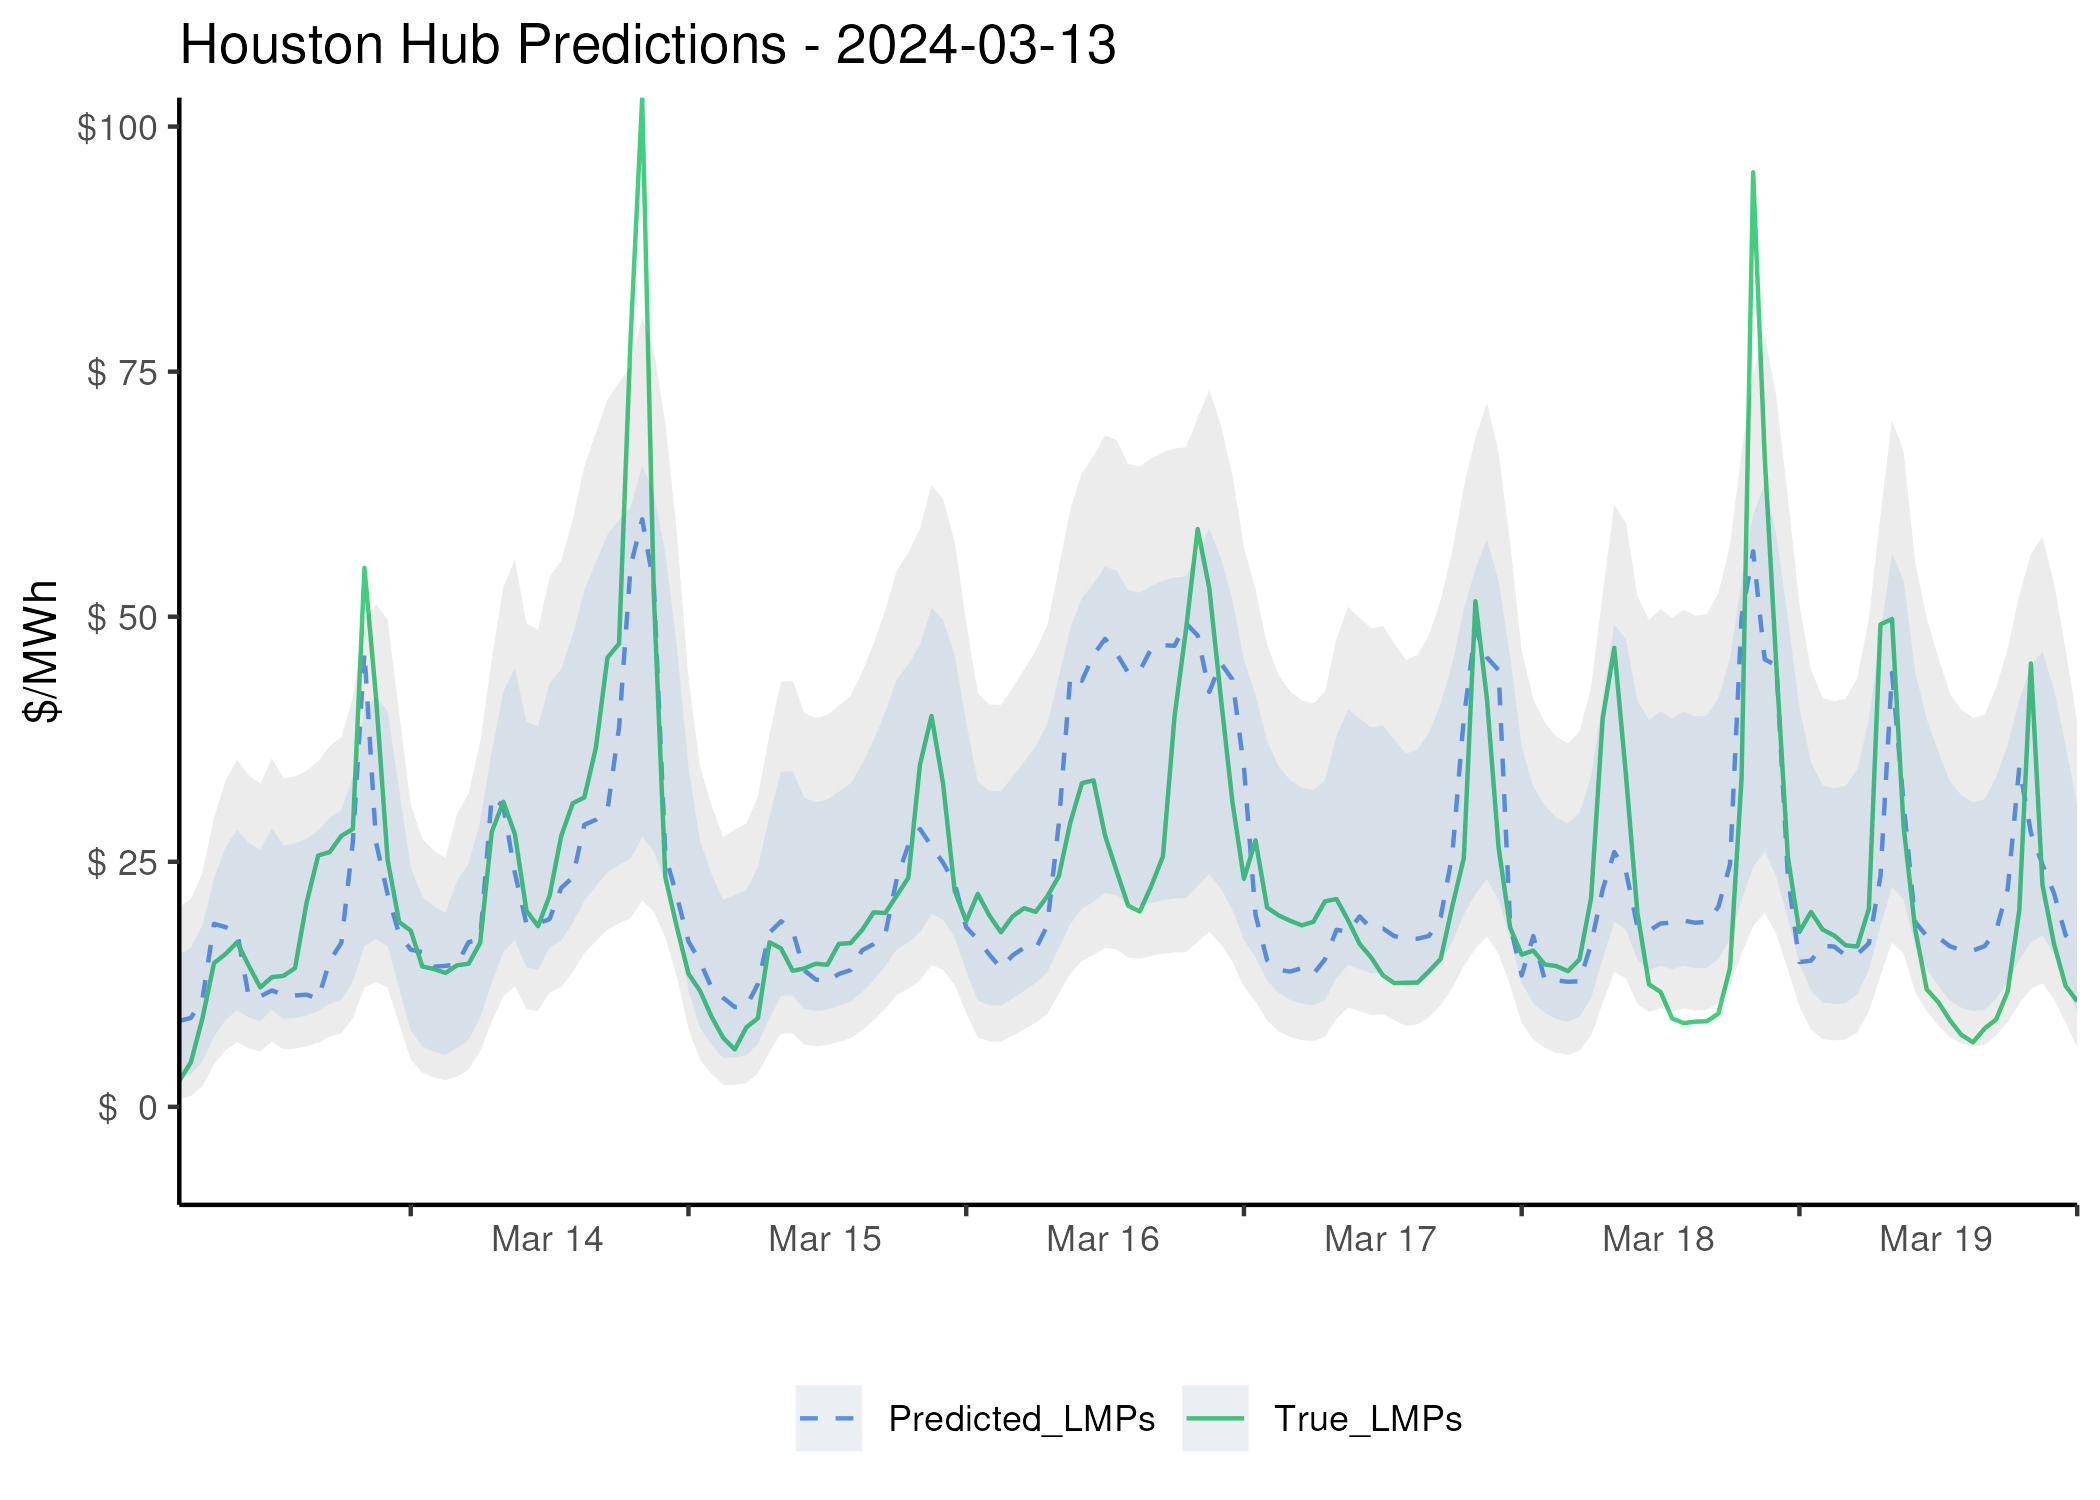 Houston Hub Predictions - 2024-03-13
$/MWh
$100
$ 75
$ 50
$ 25
$ 0
Mar 14 Mar 15 Mar 16 Mar 17 Mar 18 Mar 19
Predicted_LMPs True_LMPs